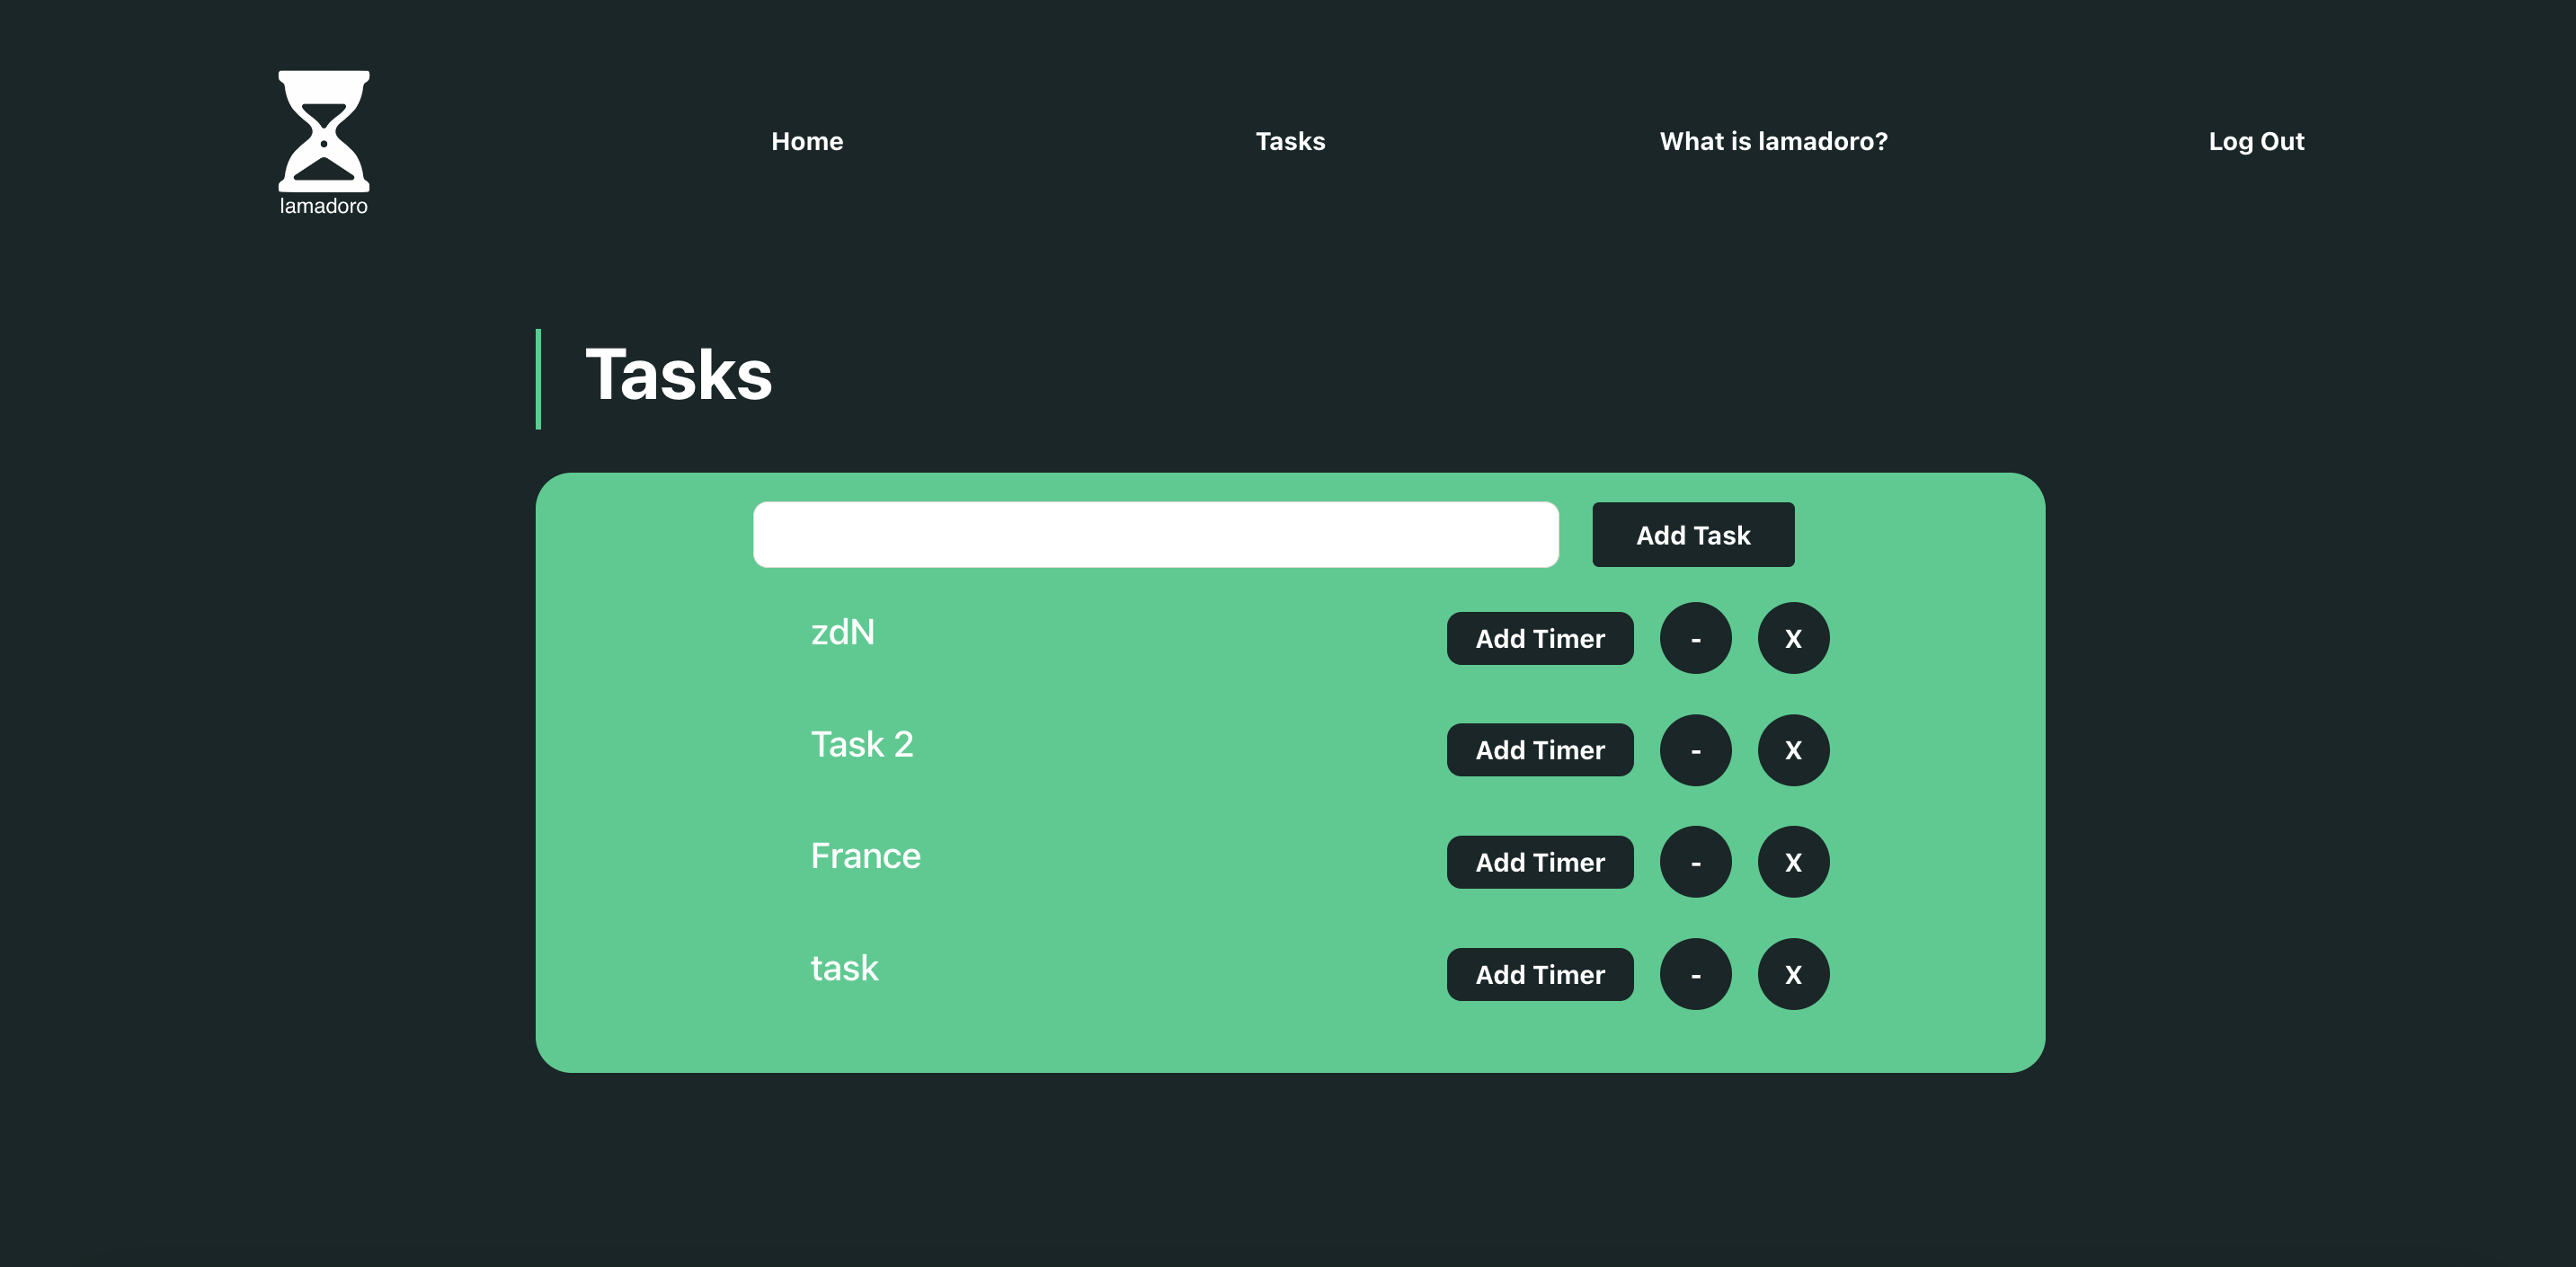 lamadoro
Home Tasks What is lamadoro? Log Out
Tasks
Add Task
zdN Add Timer - X
Task 2 Add Timer - X
France Add Timer - X
task Add Timer - X